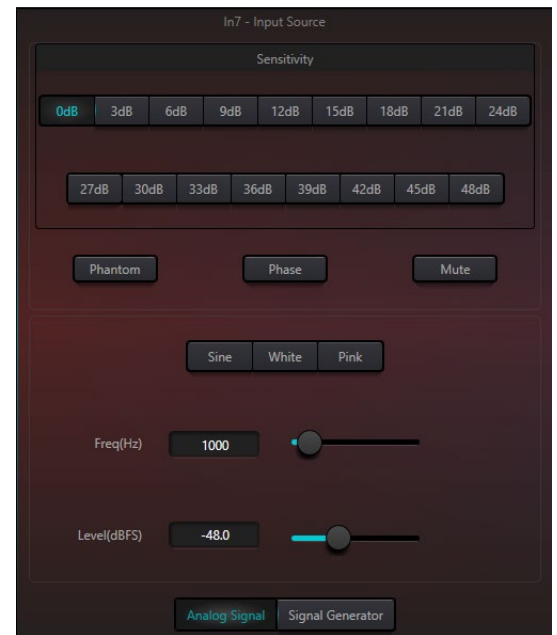 In7 - Input Source
Sensitivity
0dB 3dB 6dB 9dB 12dB 15dB 18dB 21dB 24dB
27dB 30dB 33dB 36dB 39dB 42dB 45dB 48dB
Phantom Phase Mute
Sine White Pink
Freq(Hz) 1000
Level(dBFS) -48.0
Analog Signal Signal Generator